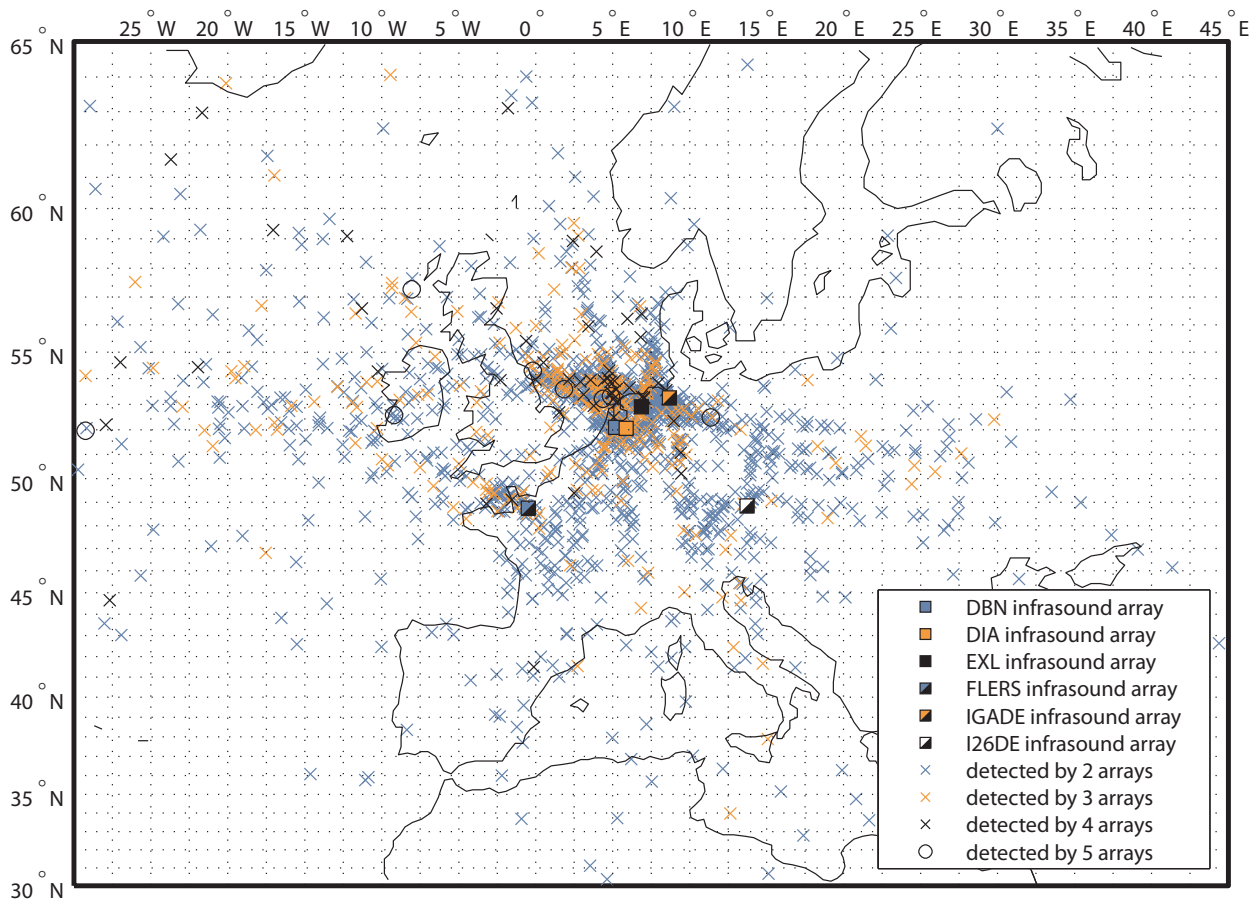 25° W 20° W 15° W 10° W 5° W 0° 5° E 10° E 15° E 20° E 25° E 30° E 35° E 40° E 45° E
65° N
60° N
55° N
50° N
45° N
40° N
35° N
30° N
DBN infrasound array
DIA infrasound array
EXL infrasound array
FLERS infrasound array
IGADE infrasound array
I26DE infrasound array
detected by 2 arrays
detected by 3 arrays
detected by 4 arrays
detected by 5 arrays